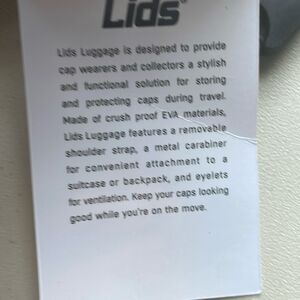 Lids®
Lids Luggage is designed to provide
cap wearers and collectors a stylish
and functional solution for storing
and protecting caps during travel.
Made of crush proof EVA materials,
Lids Luggage features a removable
shoulder strap, a metal carabiner
for convenient attachment to a
suitcase or backpack, and eyelets
for ventilation. Keep your caps looking
good while you're on the move.